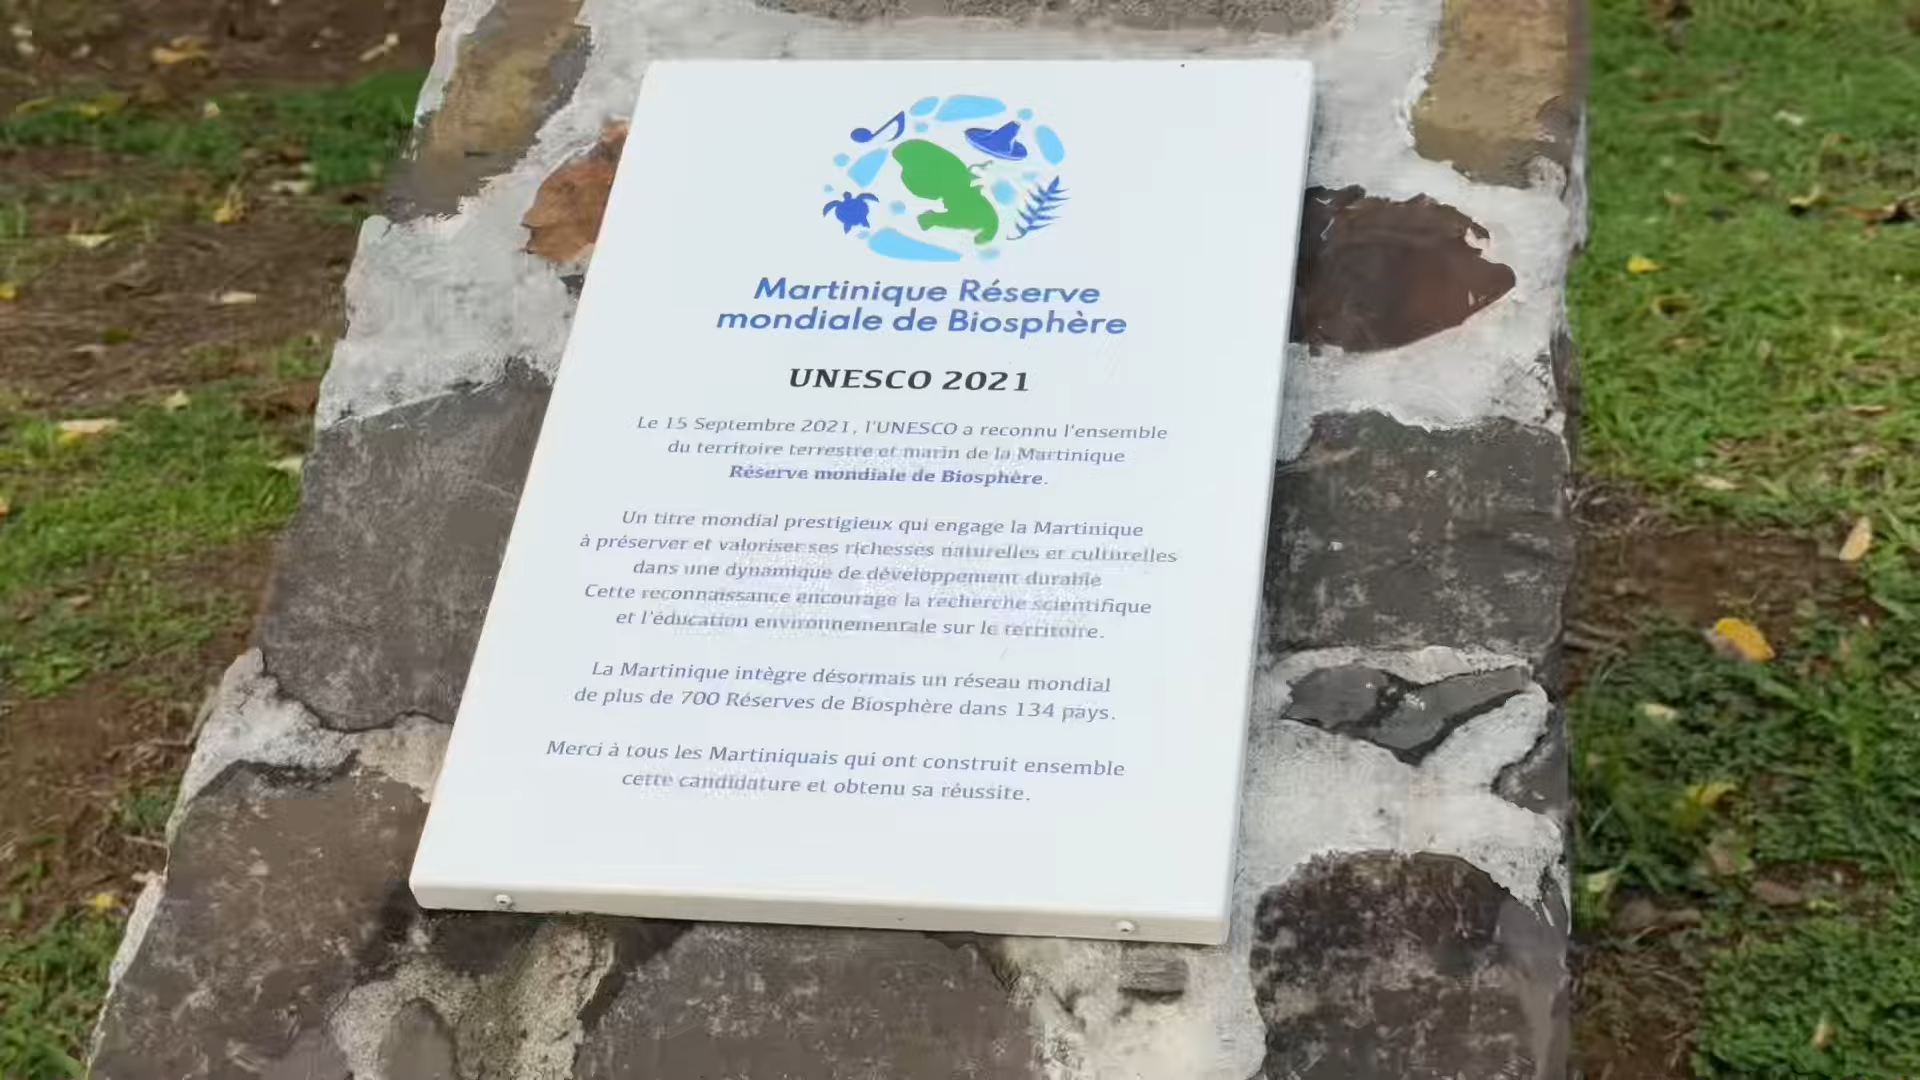 Martinique Réserve
mondiale de Biosphère
UNESCO 2021
Le 15 Septembre 2021, l'UNESCO a reconnu l'ensemble
du territoire terrestre et marin de la Martinique
Réserve mondiale de Biosphère.
Un titre mondial prestigieux qui engage la Martinique
à préserver et valoriser ses richesses naturelles et culturelles
dans une dynamique de développement durable
Cette reconnaissance encourage la recherche scientifique
et l'éducation environnementale sur le territoire.
La Martinique intègre désormais un réseau mondial
de plus de 700 Réserves de Biosphère dans 134 pays.
Merci à tous les Martiniquais qui ont construit ensemble
cette candidature et obtenu sa réussite.